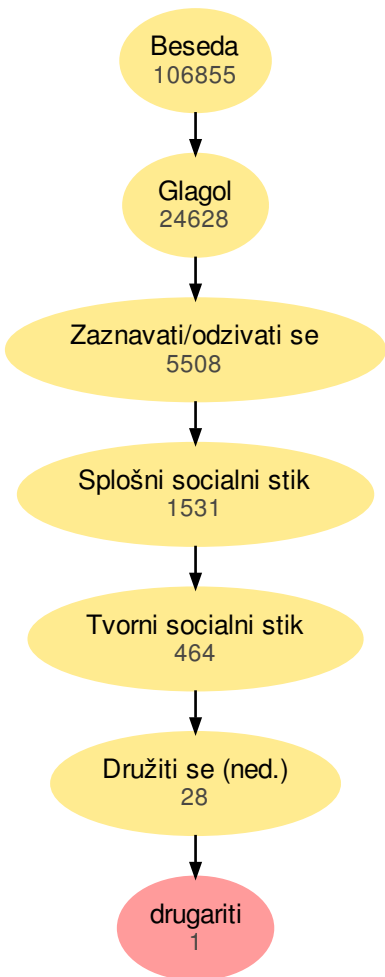 Beseda
106855
Glagol
24628
Zaznavati/odzivati se
5508
Splošni socialni stik
1531
Tvorni socialni stik
464
Družiti se (ned.)
28
drugariti
1